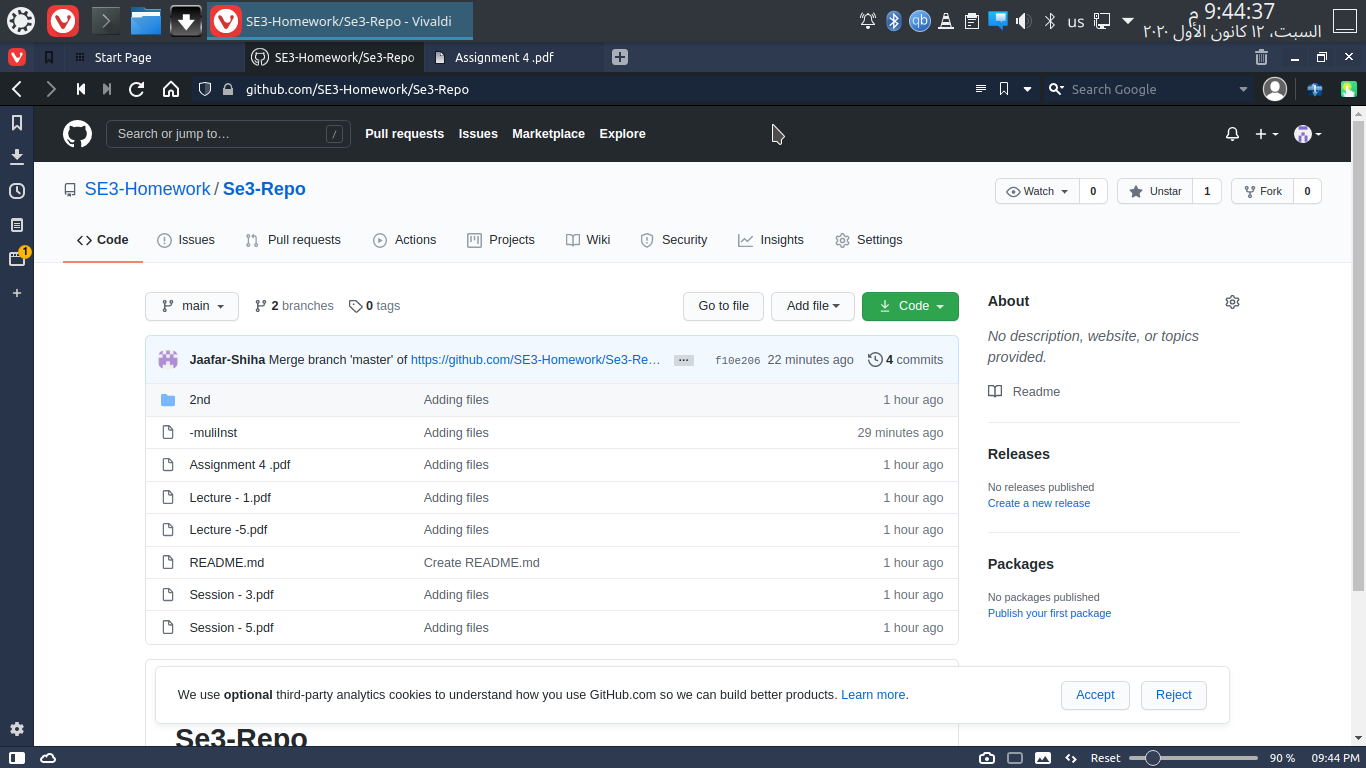 SE3-Homework/Se3-Repo - Vivaldi
us
9:44:37 م
السبت، ١٢ كانون الأول ٢٠٢٠
Start Page
SE3-Homework/Se3-Repo
Assignment 4 .pdf
github.com/SE3-Homework/Se3-Repo
Search Google
Search or jump to…
/
Pull requests
Issues
Marketplace
Explore
SE3-Homework / Se3-Repo
Watch 0
Unstar 1
Fork 0
1
Code
Issues
Pull requests
Actions
Projects
Wiki
Security
Insights
Settings
main
2 branches
0 tags
Go to file
Add file
Code
Jaafar-Shiha Merge branch 'master' of https://github.com/SE3-Homework/Se3-Re… ... f10e206 22 minutes ago 4 commits
2nd Adding files 1 hour ago
-muliInst Adding files 29 minutes ago
Assignment 4 .pdf Adding files 1 hour ago
Lecture - 1.pdf Adding files 1 hour ago
Lecture -5.pdf Adding files 1 hour ago
README.md Create README.md 1 hour ago
Session - 3.pdf Adding files 1 hour ago
Session - 5.pdf Adding files 1 hour ago
About
No description, website, or topics
provided.
Readme
Releases
No releases published
Create a new release
Packages
No packages published
Publish your first package
We use optional third-party analytics cookies to understand how you use GitHub.com so we can build better products. Learn more.
Accept
Reject
Se3-Repo
Reset
90 %
09:44 PM